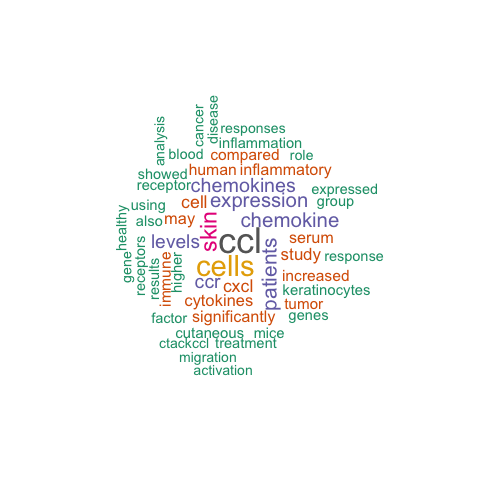 cancer
disease
analysis
responses
inflammation
blood
compared
role
showed
human
inflammatory
receptor
chemokines
expressed
using
cell
expression
group
healthy
also
may
skin
chemokine
levels
ccl
serum
patients
study
response
gene
receptors
results
immune
higher
cells
increased
ccr
cxcl
keratinocytes
cytokines
tumor
factor
significantly
genes
cutaneous
mice
ctackccl
treatment
migration
activation